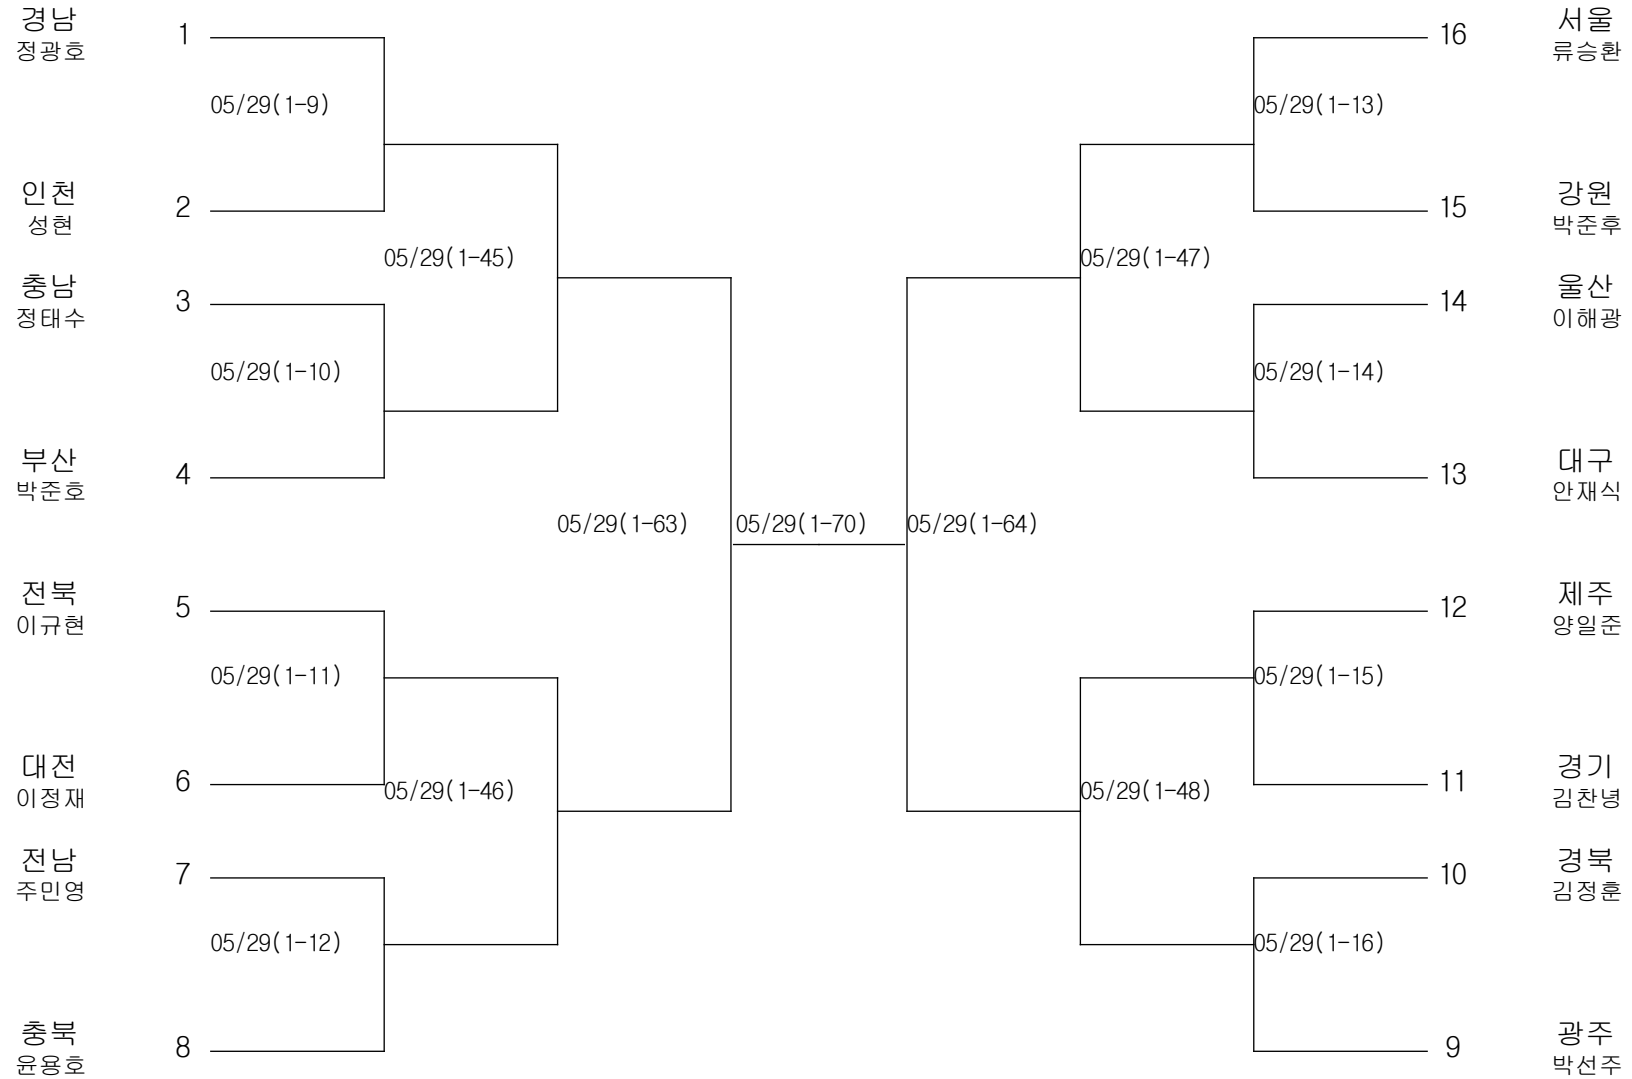 경남
정광호
1
16
서울
류승환
05/29(1-9)
05/29(1-13)
인천
성현
2
15
강원
박준후
05/29(1-45)
05/29(1-47)
충남
정태수
3
14
울산
이해광
05/29(1-10)
05/29(1-14)
부산
박준호
4
13
대구
안재식
05/29(1-63)
05/29(1-70)
05/29(1-64)
전북
이규현
5
12
제주
양일준
05/29(1-11)
05/29(1-15)
대전
이정재
6
11
경기
김찬녕
05/29(1-46)
05/29(1-48)
전남
주민영
7
10
경북
김정훈
05/29(1-12)
05/29(1-16)
충북
윤용호
8
9
광주
박선주